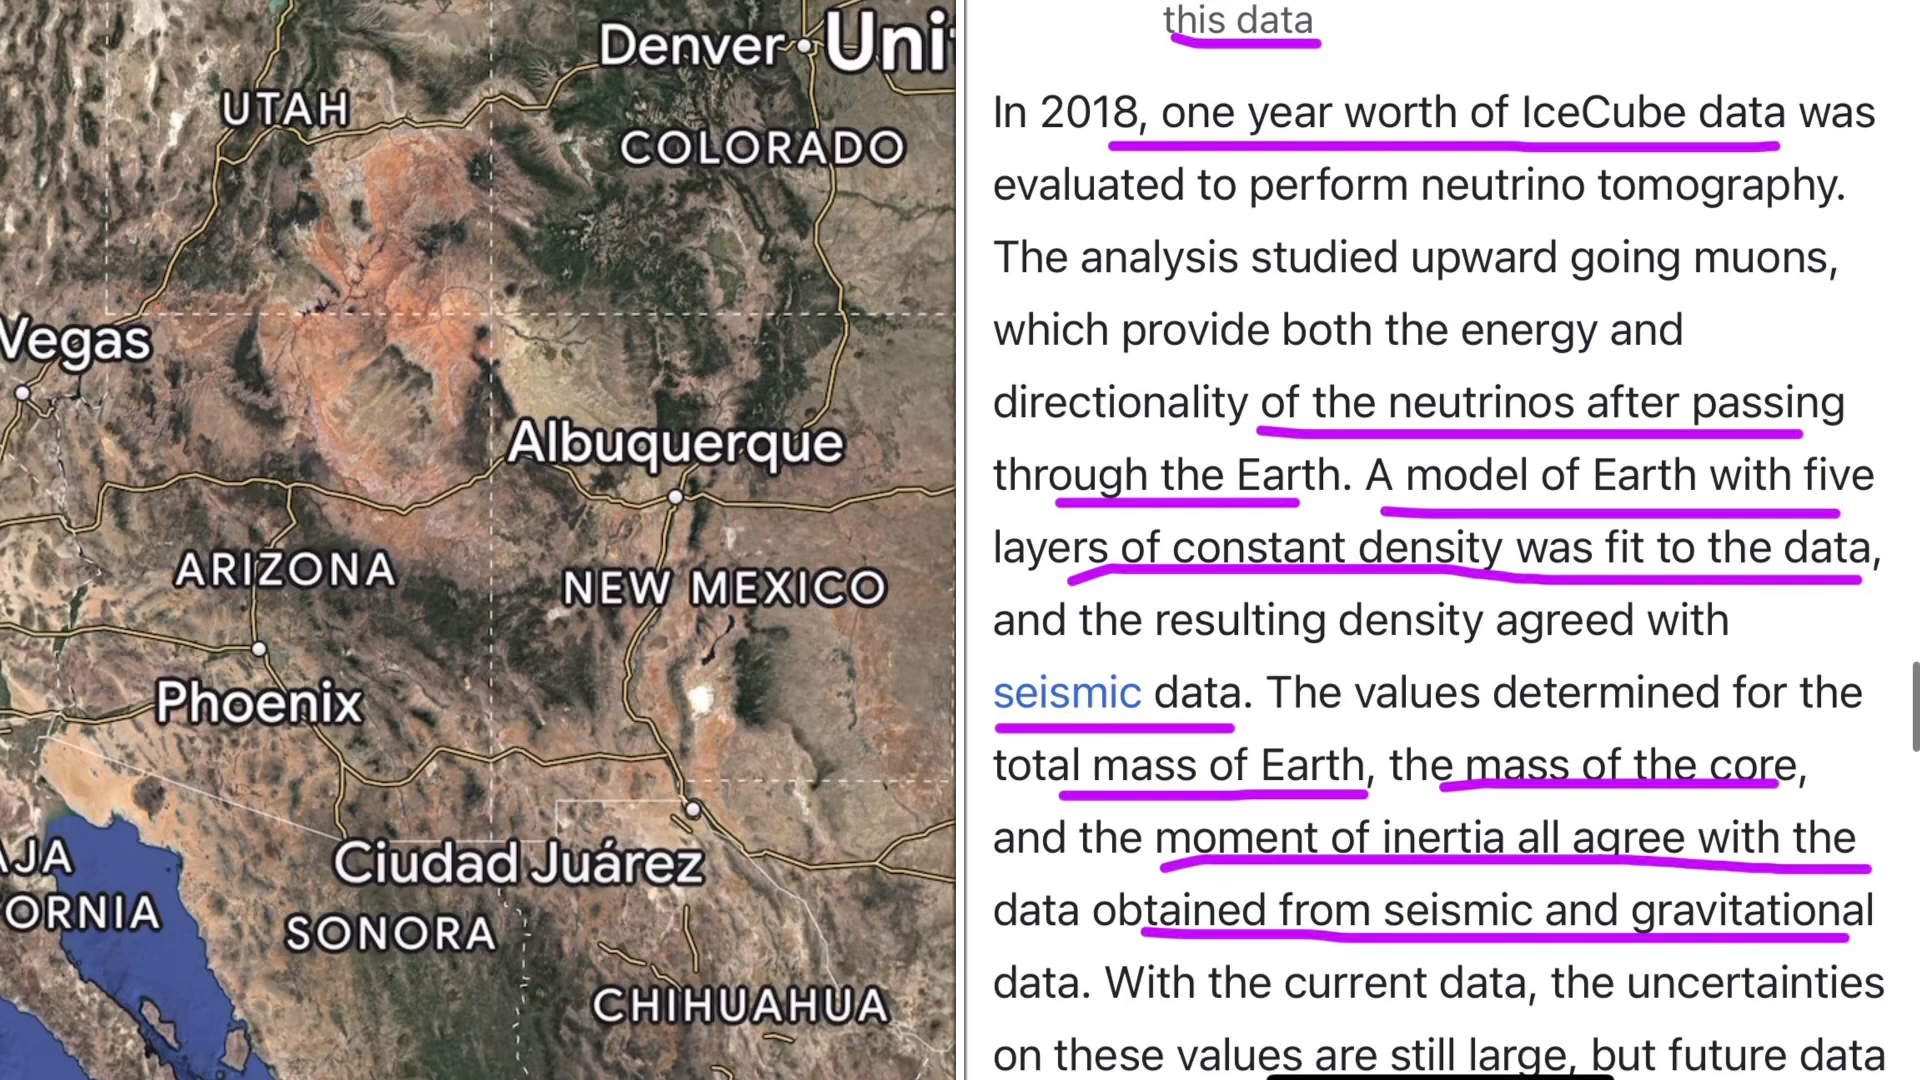 Denver
Uni
UTAH
COLORADO
Vegas
Albuquerque
ARIZONA
NEW MEXICO
Phoenix
Ciudad Juárez
AJA
ORNIA
SONORA
CHIHUAHUA
this data
In 2018, one year worth of IceCube data was
evaluated to perform neutrino tomography.
The analysis studied upward going muons,
which provide both the energy and
directionality of the neutrinos after passing
through the Earth. A model of Earth with five
layers of constant density was fit to the data,
and the resulting density agreed with
seismic data. The values determined for the
total mass of Earth, the mass of the core,
and the moment of inertia all agree with the
data obtained from seismic and gravitational
data. With the current data, the uncertainties
on these values are still large, but future data